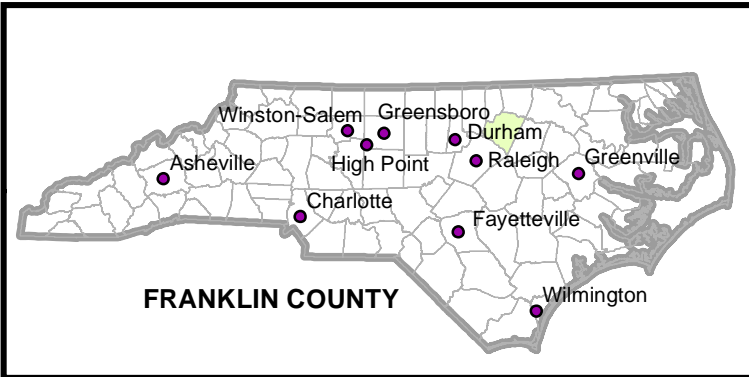 Winston-Salem
Greensboro
Durham
Asheville
High Point
Raleigh
Greenville
Charlotte
Fayetteville
FRANKLIN COUNTY
Wilmington